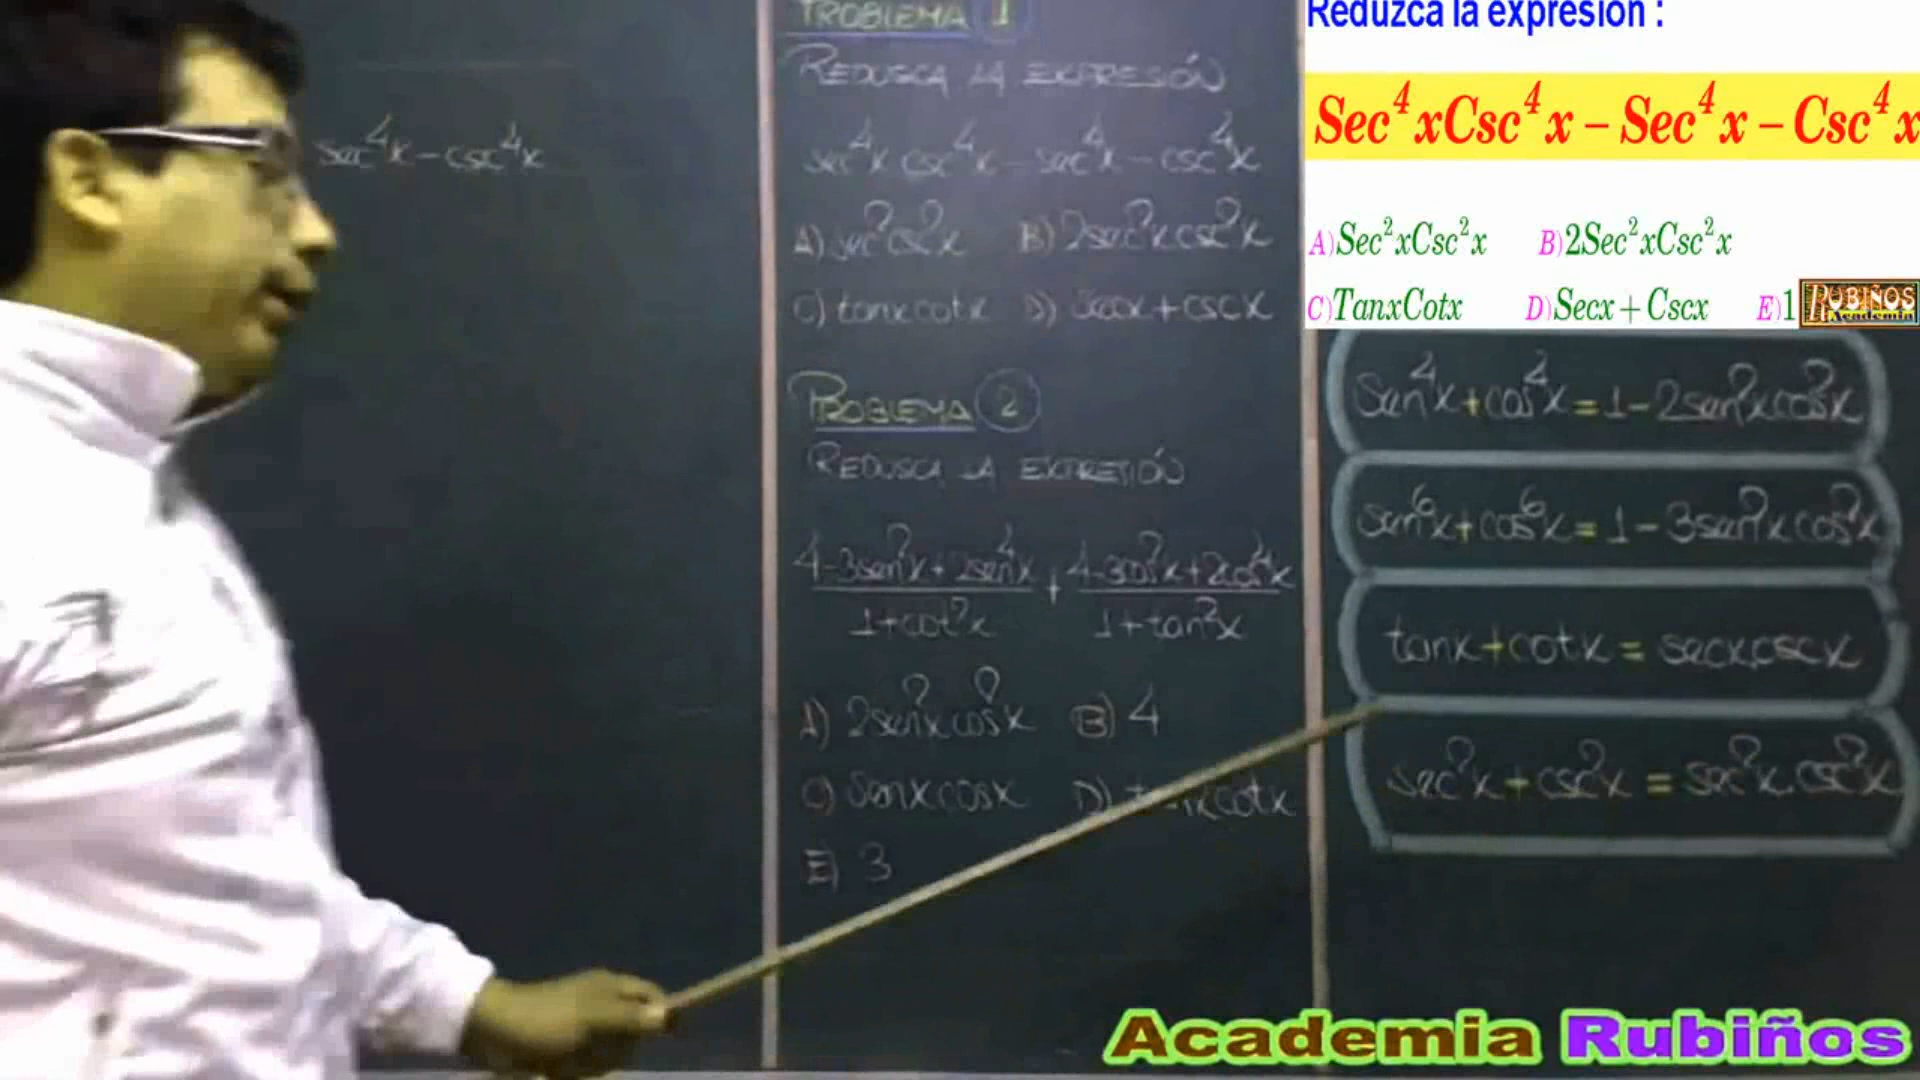 sec⁴x-csc⁴x
PROBLEMA 1
REDUSCA LA EXPRESIÓN
sec⁴x csc⁴x - sec⁴x - csc⁴x
A) sec²csc²x B) 2sec²xcsc²x
C) tanxcotx D) secx+cscx
PROBLEMA 2
REDUSCA LA EXPRESIÓN
4-3sen²x+2sen⁴x + 4-3cos²x+2cos⁴x
1+cot²x 1+tan²x
A) 2sen²xcos²x B) 4
C) senxcosx D) cotx
E) 3
Reduzca la expresión :
Sec⁴xCsc⁴x - Sec⁴x - Csc⁴x
A)Sec²xCsc²x B)2Sec²xCsc²x
C)TanxCotx D)Secx+Cscx E)1 RUBIÑOS
sen⁴x+cos⁴x=1-2sen²xcos²x
sen⁶x+cos⁶x=1-3sen²xcos²x
tanx+cotx=secxcscx
sec²x+csc²x=sec²x.csc²x
Academia Rubiños